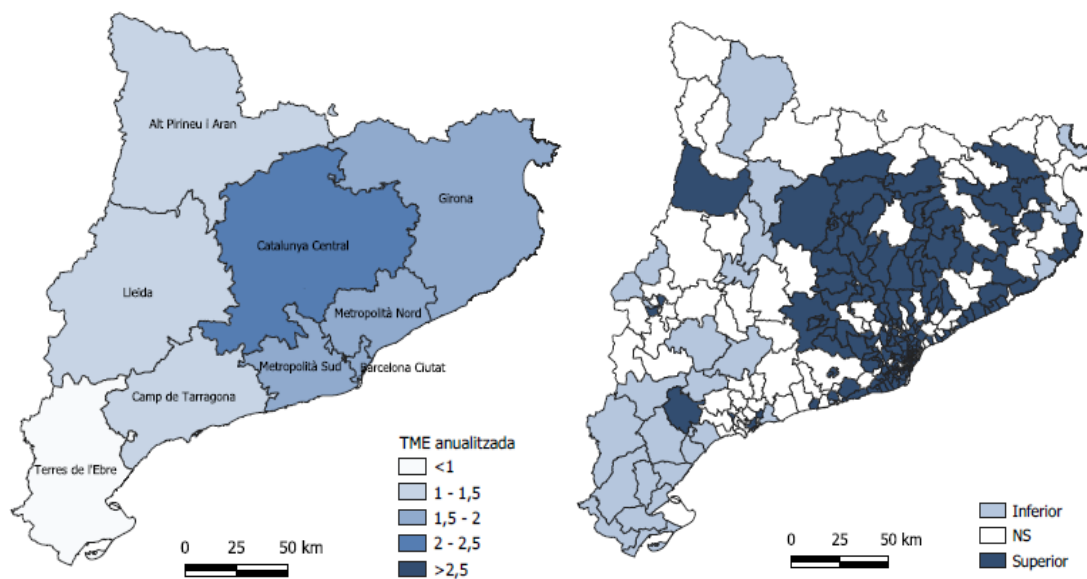 Alt Pirineu i Aran
Girona
Catalunya Central
Lleida
Metropolità Nord
Metropolità Sud
Barcelona Ciutat
Camp de Tarragona
Terres de l'Ebre
TME anualitzada
<1
1 - 1,5
1,5 - 2
2 - 2,5
>2,5
0 25 50 km
Inferior
NS
Superior
0 25 50 km